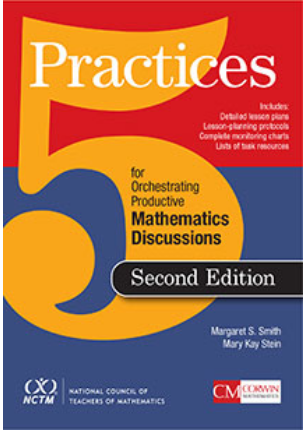 5
Practices
Includes:
Detailed lesson plans
Lesson-planning protocols
Complete monitoring charts
Lists of task resources
for
Orchestrating
Productive
Mathematics
Discussions
Second Edition
Margaret S. Smith
Mary Kay Stein
NCTM
NATIONAL COUNCIL OF
TEACHERS OF MATHEMATICS
CM
CORWIN
MATHEMATICS